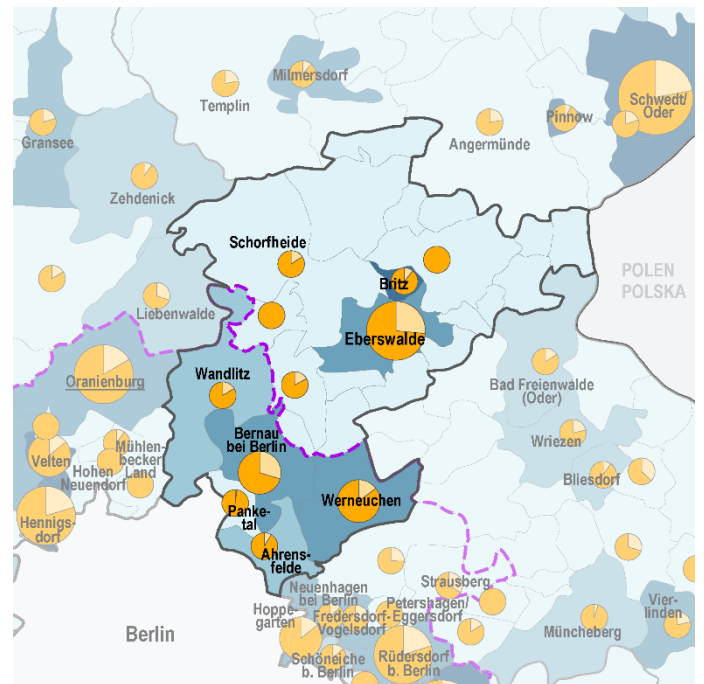 Milmersdorf
Templin
Schwedt/
Oder
Pinnow
Gransee
Angermünde
Zehdenick
Schorfheide
POLEN
POLSKA
Britz
Liebenwalde
Eberswalde
Oranienburg
Wandlitz
Bad Freienwalde
(Oder)
Bernau
bei Berlin
Wriezen
Mühlen-
becker
Land
Velten
Hohen
Neuendorf
Bliesdorf
Werneuchen
Panke-
tal
Hennigs-
dorf
Ahrens-
felde
Strausberg
Neuenhagen
bei Berlin
Petershagen/
Eggersdorf
Vier-
linden
Hoppe-
garten
Fredersdorf-
Vogelsdorf
Müncheberg
Berlin
Schöneiche
b. Berlin
Rüdersdorf
b. Berlin